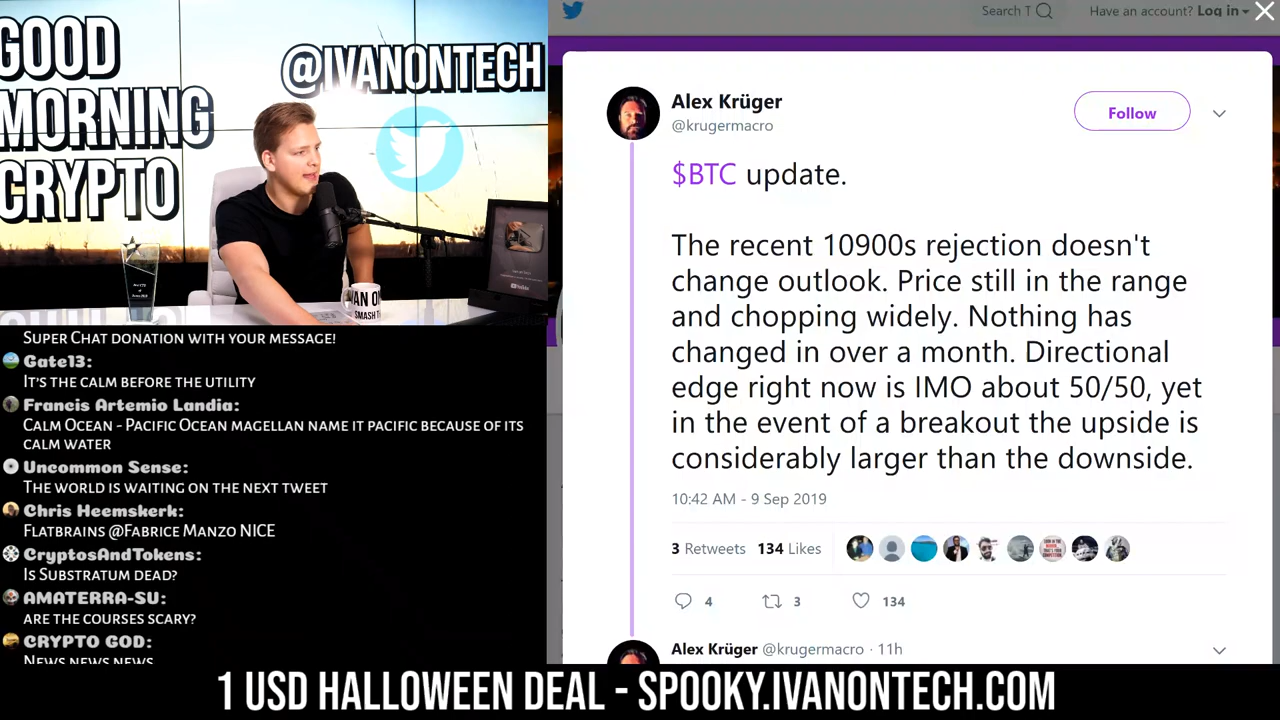 GOOD
MORNING
CRYPTO
@IVANONTECH
IVAN ON
SMASH
SUPER CHAT DONATION WITH YOUR MESSAGE!
Gate13:
IT'S THE CALM BEFORE THE UTILITY
Francis Artemio Landia:
CALM OCEAN - PACIFIC OCEAN MAGELLAN NAME IT PACIFIC BECAUSE OF ITS
CALM WATER
Uncommon Sense:
THE WORLD IS WAITING ON THE NEXT TWEET
Chris Heemskerk:
FLATBRAINS @FABRICE MANZO NICE
CryptosAndTokens:
IS SUBSTRATUM DEAD?
AMATERRA-SU:
ARE THE COURSES SCARY?
CRYPTO GOD:
NEWS NEWS NEWS
Search T
Have an account? Log in
Alex Krüger
@krugermacro
Follow
$BTC update.
The recent 10900s rejection doesn't
change outlook. Price still in the range
and chopping widely. Nothing has
changed in over a month. Directional
edge right now is IMO about 50/50, yet
in the event of a breakout the upside is
considerably larger than the downside.
10:42 AM - 9 Sep 2019
3 Retweets 134 Likes
4 3 134
Alex Krüger @krugermacro · 11h
1 USD HALLOWEEN DEAL - SPOOKY.IVANONTECH.COM